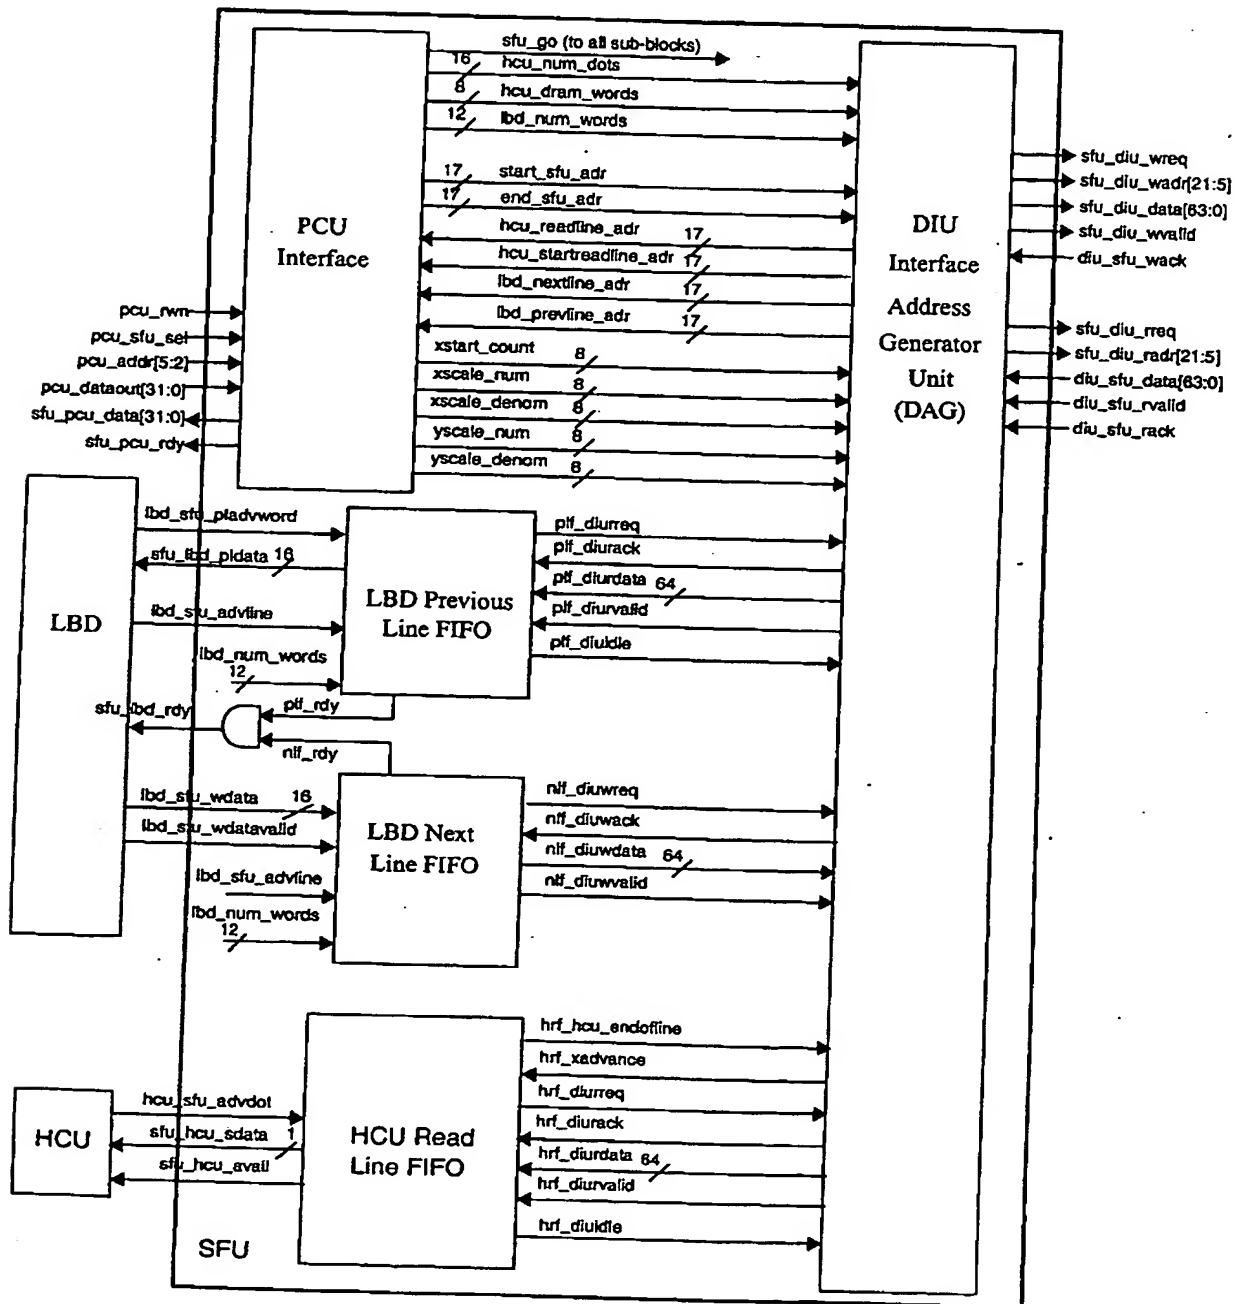 sfu_go (to all sub-blocks)
16 hcu_num_dots
8 hcu_dram_words
12 lbd_num_words
17 start_sfu_adr
17 end_sfu_adr
hcu_readline_adr 17
hcu_startreadline_adr 17
lbd_nextline_adr 17
lbd_prevline_adr 17
xstart_count 8
xscale_num 8
xscale_denom 8
yscale_num 8
yscale_denom 8
PCU
Interface
DIU
Interface
Address
Generator
Unit
(DAG)
sfu_diu_wreq
sfu_diu_wadr[21:5]
sfu_diu_data[63:0]
sfu_diu_wvalid
diu_sfu_wack
sfu_diu_rreq
sfu_diu_radr[21:5]
diu_sfu_data[63:0]
diu_sfu_rvalid
diu_sfu_rack
pcu_rwn
pcu_sfu_sel
pcu_addr[5:2]
pcu_dataout[31:0]
sfu_pcu_data[31:0]
sfu_pcu_rdy
LBD
lbd_sfu_pladvword
sfu_lbd_pldata 16
lbd_sfu_advline
lbd_num_words
12
sfu_lbd_rdy
plf_rdy
nlf_rdy
LBD Previous
Line FIFO
plf_diurreq
plf_diurack
plf_diurdata 64
plf_diurvalid
plf_diuidle
lbd_sfu_wdata 16
lbd_sfu_wdatavalid
lbd_sfu_advline
lbd_num_words
12
LBD Next
Line FIFO
nlf_diuwreq
nlf_diuwack
nlf_diuwdata 64
nlf_diuwvalid
HCU
hcu_sfu_advdot
sfu_hcu_sdata 1
sfu_hcu_avail
HCU Read
Line FIFO
hrf_hcu_endofline
hrf_xadvance
hrf_diurreq
hrf_diurack
hrf_diurdata 64
hrf_diurvalid
hrf_diuidle
SFU